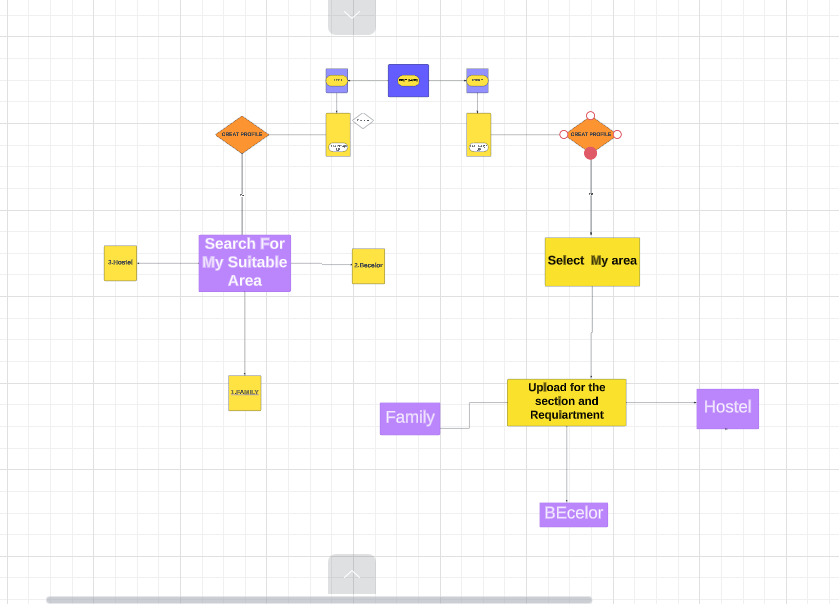 CREAT PROFILE
CREAT PROFILE
Search For
My Suitable
Area
3.Hostel
2.Becelor
Select My area
1.FAMILY
Upload for the
section and
Requiartment
Family
Hostel
BEcelor